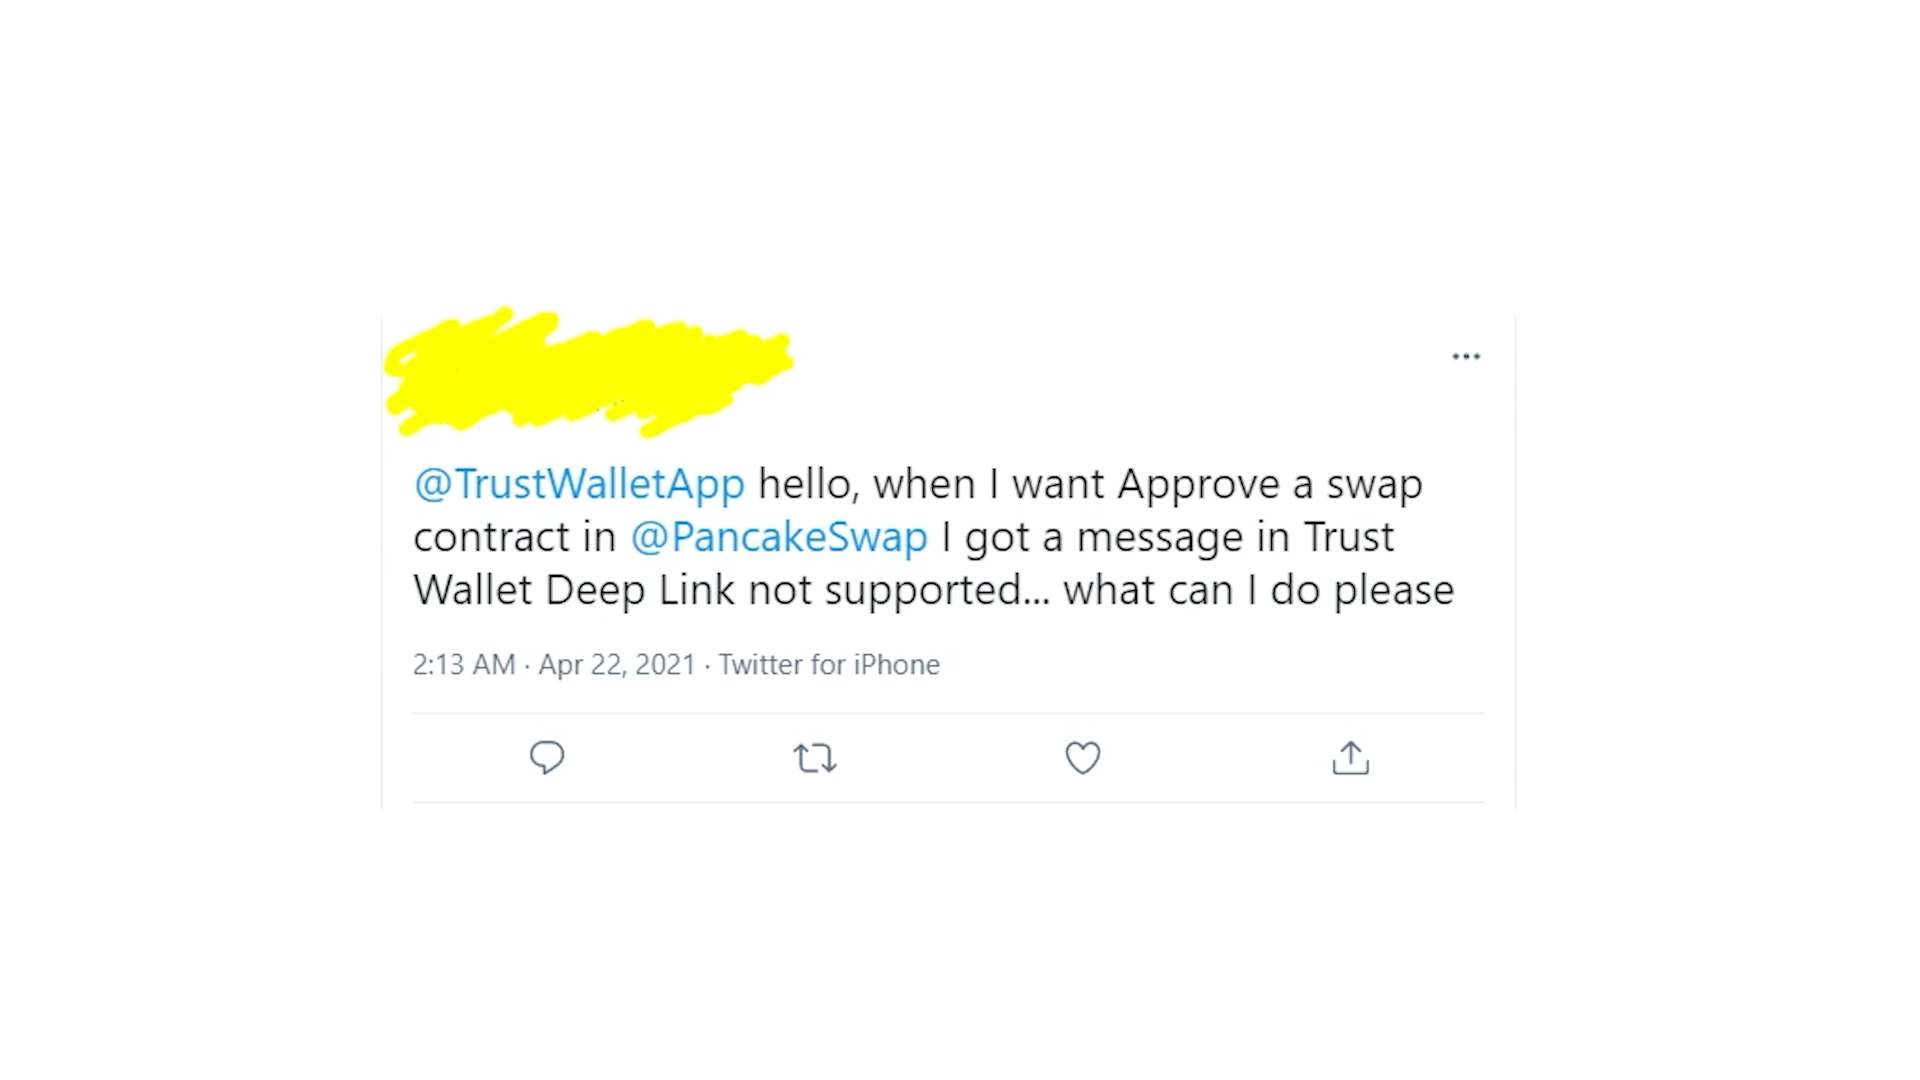 @TrustWalletApp hello, when I want Approve a swap
contract in @PancakeSwap I got a message in Trust
Wallet Deep Link not supported... what can I do please
2:13 AM · Apr 22, 2021 · Twitter for iPhone